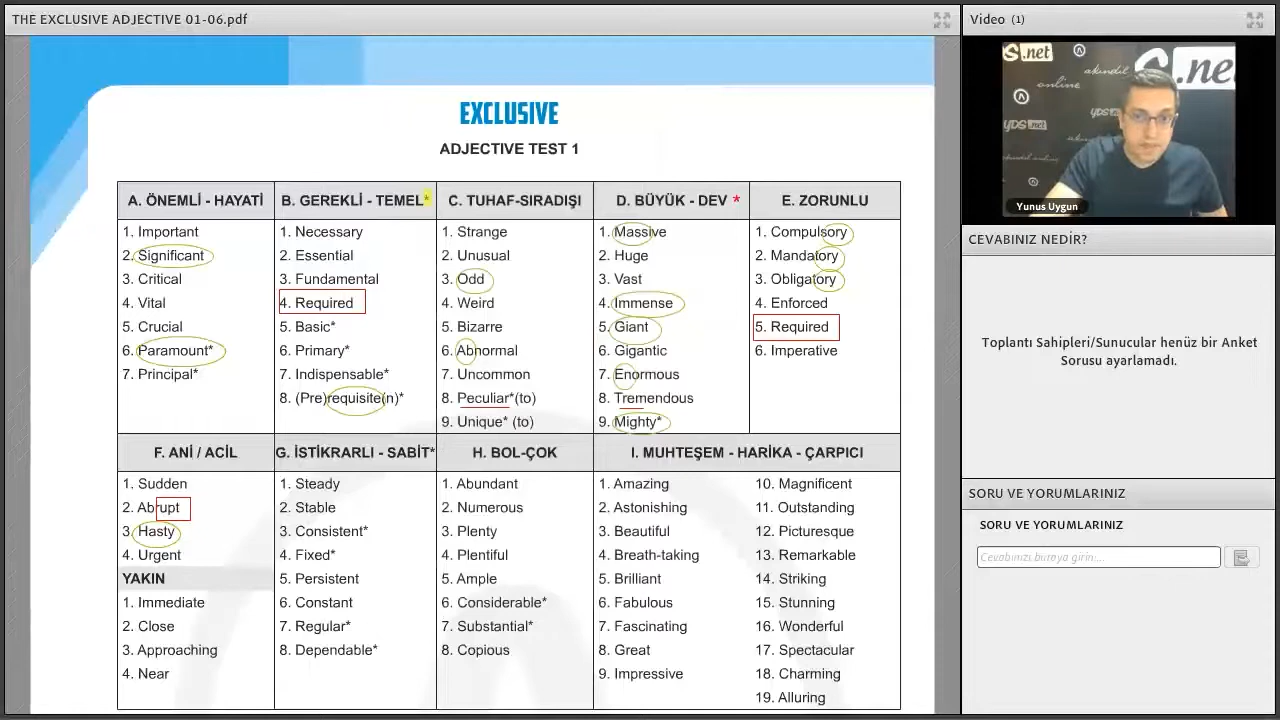 THE EXCLUSIVE ADJECTIVE 01-06.pdf
EXCLUSIVE
ADJECTIVE TEST 1
A. ÖNEMLİ - HAYATİ
1. Important
2. Significant
3. Critical
4. Vital
5. Crucial
6. Paramount*
7. Principal*
B. GEREKLİ - TEMEL*
1. Necessary
2. Essential
3. Fundamental
4. Required
5. Basic*
6. Primary*
7. Indispensable*
8. (Pre)requisite(n)*
C. TUHAF-SIRADIŞI
1. Strange
2. Unusual
3. Odd
4. Weird
5. Bizarre
6. Abnormal
7. Uncommon
8. Peculiar*(to)
9. Unique* (to)
D. BÜYÜK - DEV *
1. Massive
2. Huge
3. Vast
4. Immense
5. Giant
6. Gigantic
7. Enormous
8. Tremendous
9. Mighty*
E. ZORUNLU
1. Compulsory
2. Mandatory
3. Obligatory
4. Enforced
5. Required
6. Imperative
F. ANİ / ACİL
1. Sudden
2. Abrupt
3. Hasty
4. Urgent
YAKIN
1. Immediate
2. Close
3. Approaching
4. Near
G. İSTİKRARLI - SABİT*
1. Steady
2. Stable
3. Consistent*
4. Fixed*
5. Persistent
6. Constant
7. Regular*
8. Dependable*
H. BOL-ÇOK
1. Abundant
2. Numerous
3. Plenty
4. Plentiful
5. Ample
6. Considerable*
7. Substantial*
8. Copious
I. MUHTEŞEM - HARİKA - ÇARPICI
1. Amazing
2. Astonishing
3. Beautiful
4. Breath-taking
5. Brilliant
6. Fabulous
7. Fascinating
8. Great
9. Impressive
10. Magnificent
11. Outstanding
12. Picturesque
13. Remarkable
14. Striking
15. Stunning
16. Wonderful
17. Spectacular
18. Charming
19. Alluring
Video (1)
S.net
akındil
online
YDS.net
Yunus Uygun
CEVABINIZ NEDİR?
Toplantı Sahipleri/Sunucular henüz bir Anket
Sorusu ayarlamadı.
SORU VE YORUMLARINIZ
SORU VE YORUMLARINIZ
Cevabınızı buraya girin:...